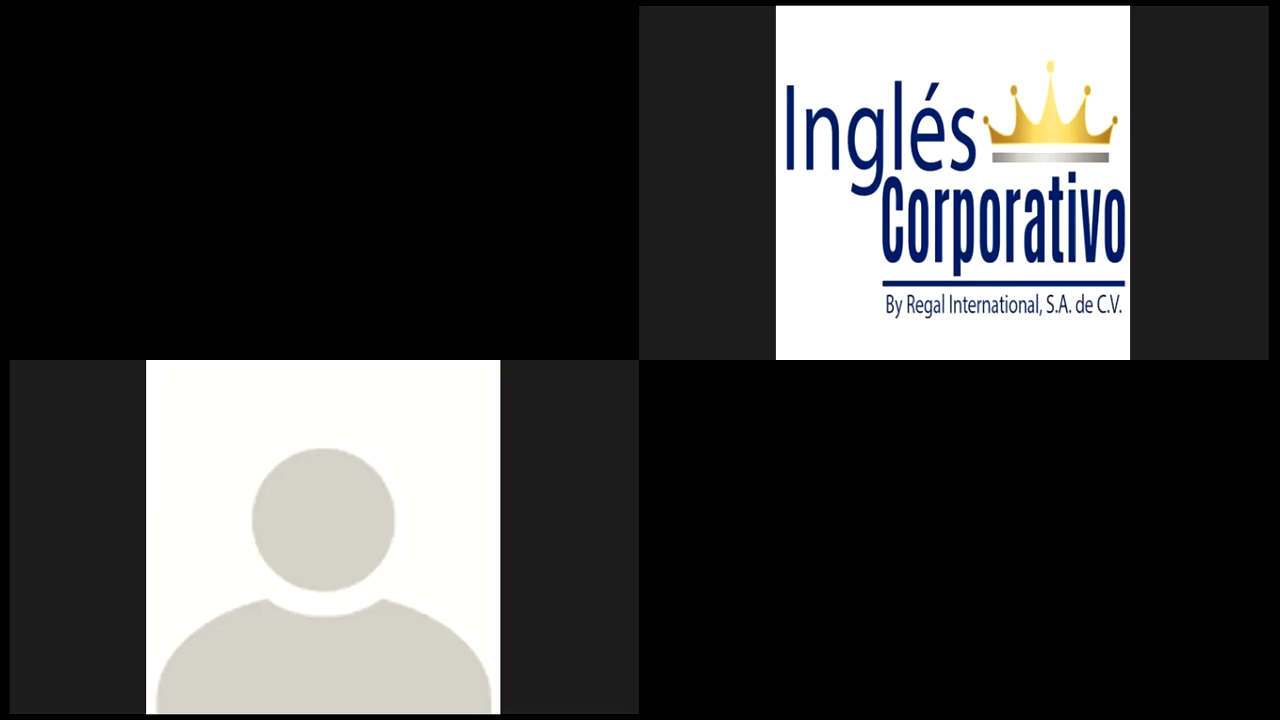 Inglés
Corporativo
By Regal International, S.A. de C.V.